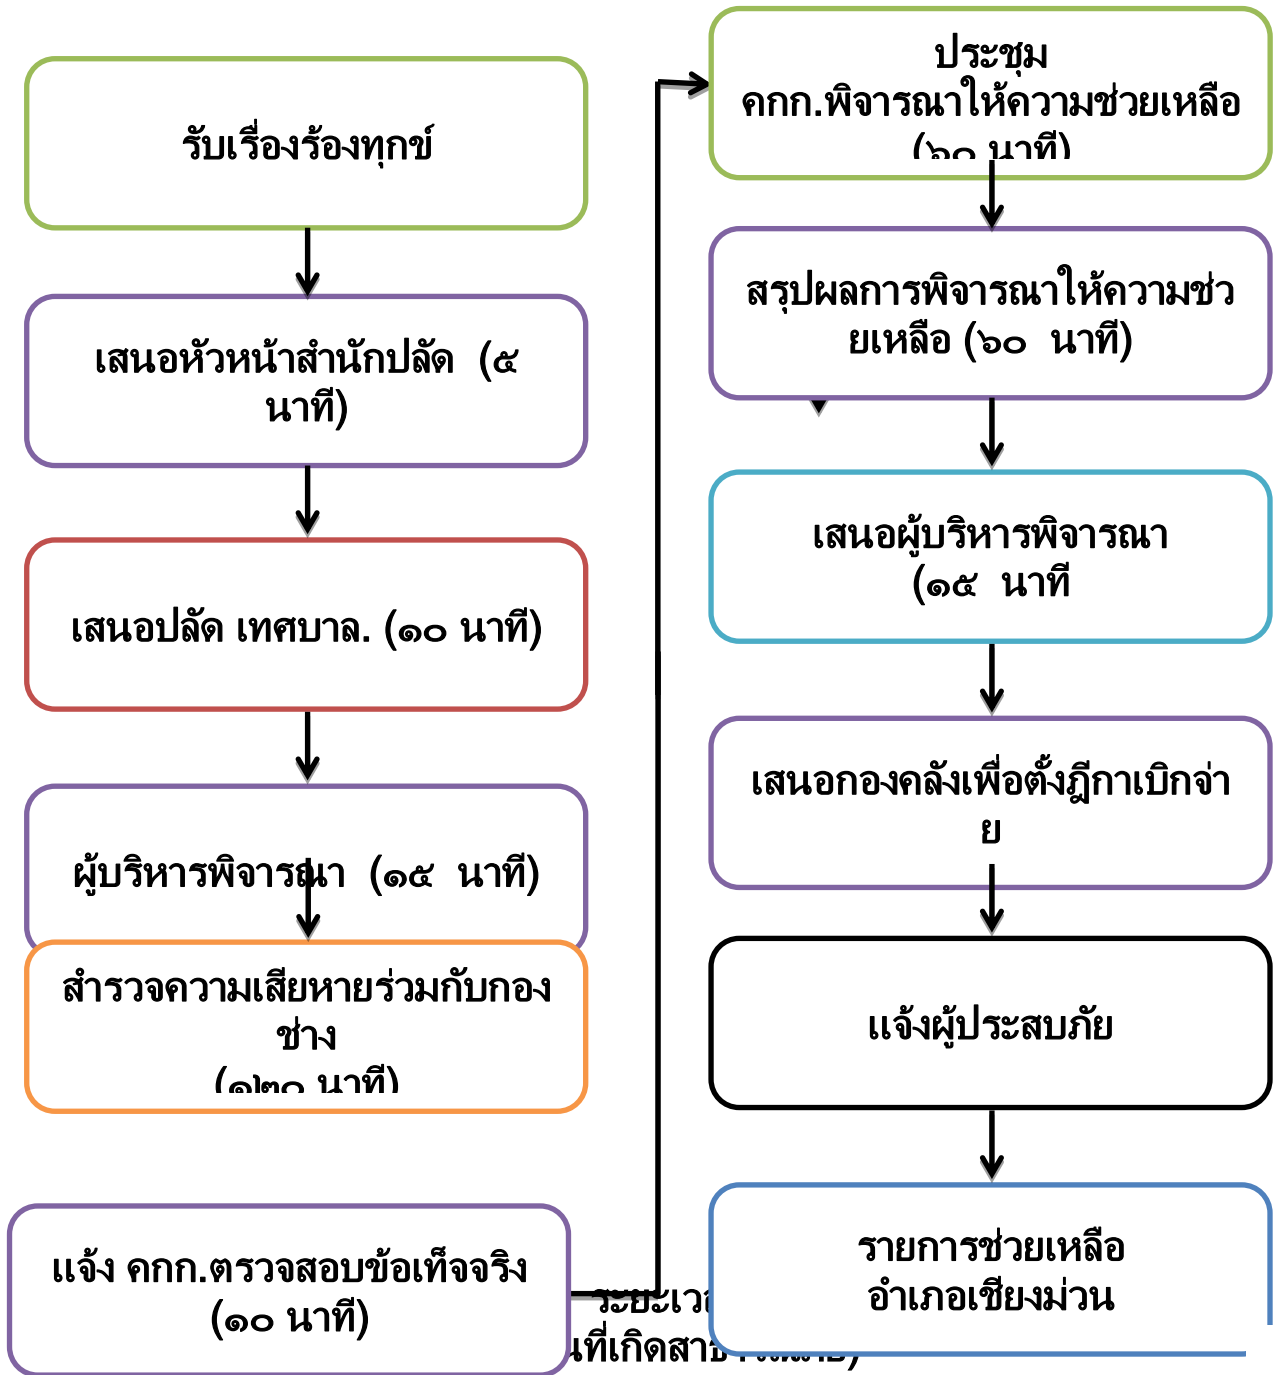 รับเรื่องร้องทุกข์
เสนอหัวหน้าสำนักปลัด (๕
นาที)
เสนอปลัด เทศบาล. (๑๐ นาที)
ผู้บริหารพิจารณา (๑๕ นาที)
สำรวจความเสียหายร่วมกับกอง
ช่าง
(๑๒๐ นาที)
แจ้ง คกก.ตรวจสอบข้อเท็จจริง
(๑๐ นาที)
ประชุม
คกก.พิจารณาให้ความช่วยเหลือ
(๖๐ นาที)
สรุปผลการพิจารณาให้ความช่ว
ยเหลือ (๖๐ นาที)
เสนอผู้บริหารพิจารณา
(๑๕ นาที
เสนอกองคลังเพื่อตั้งฎีกาเบิกจ่า
ย
แจ้งผู้ประสบภัย
รายการช่วยเหลือ
อำเภอเชียงม่วน